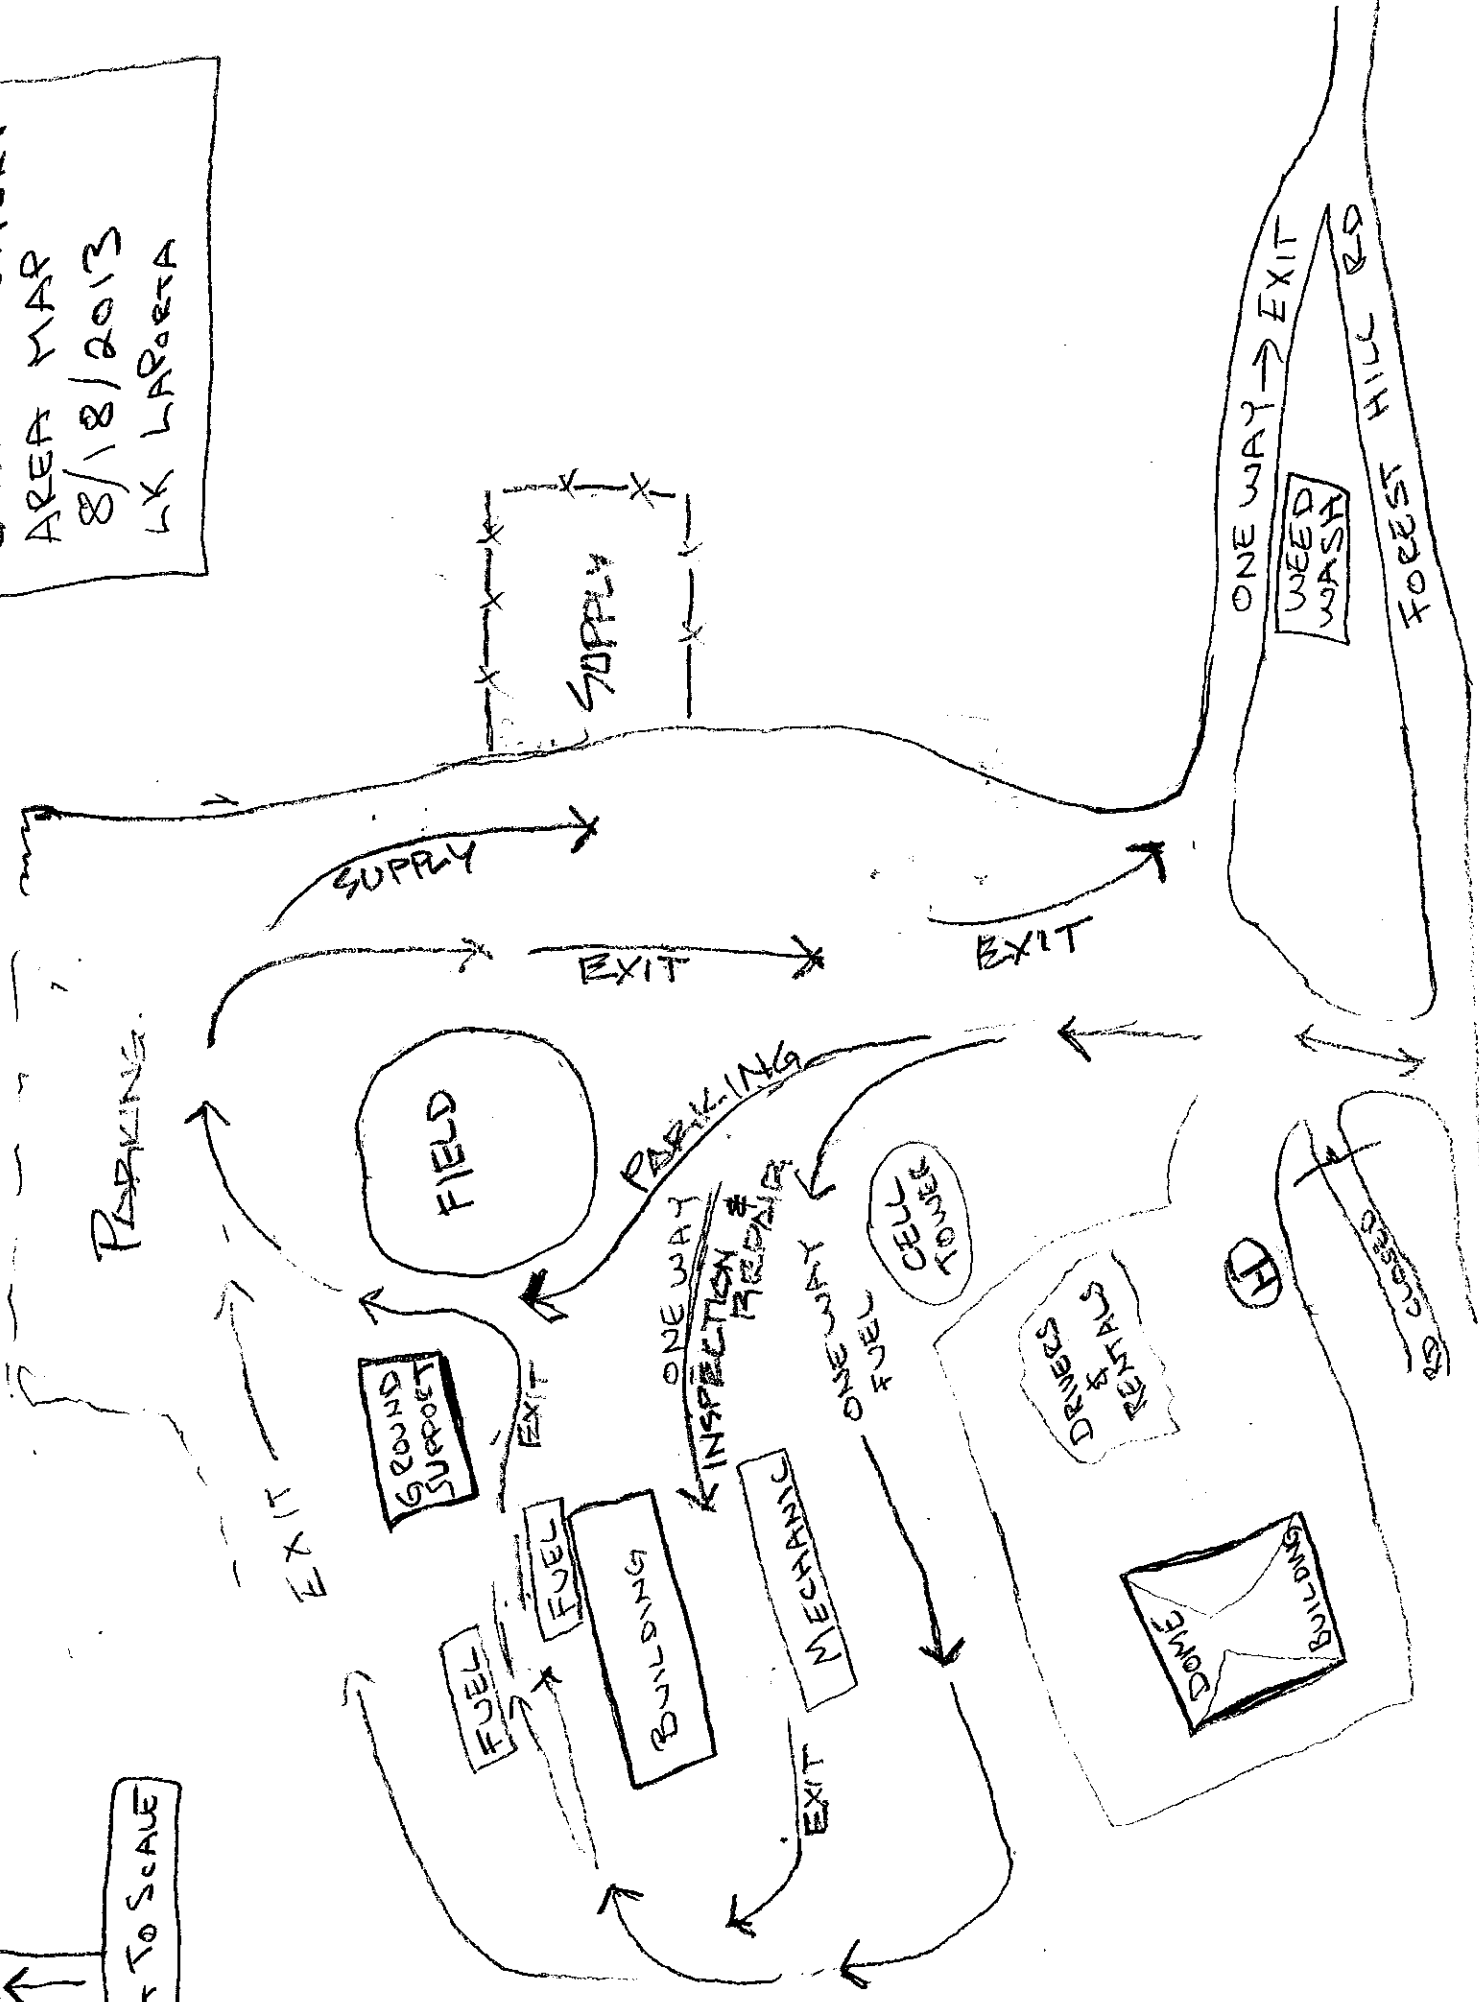 AREA MAP
8/18/2013
LK LAPORTA
SUPPLY
SUPPLY
EXIT
EXIT
ONE WAY → EXIT
WEED
WASH
FOREST HILL RD
PARKING.
FIELD
PARKING
ONE WAY
INSPECTION &
REPAIR
ONE WAY
FUEL
CELL
TOWER
DRIVERS
&
RENTALS
H
RD CLOSED
EXIT
GROUND
SUPPORT
EXIT
FUEL
FUEL
BUILDING
MECHANIC
EXIT
DOME
BUILDING
TO SCALE